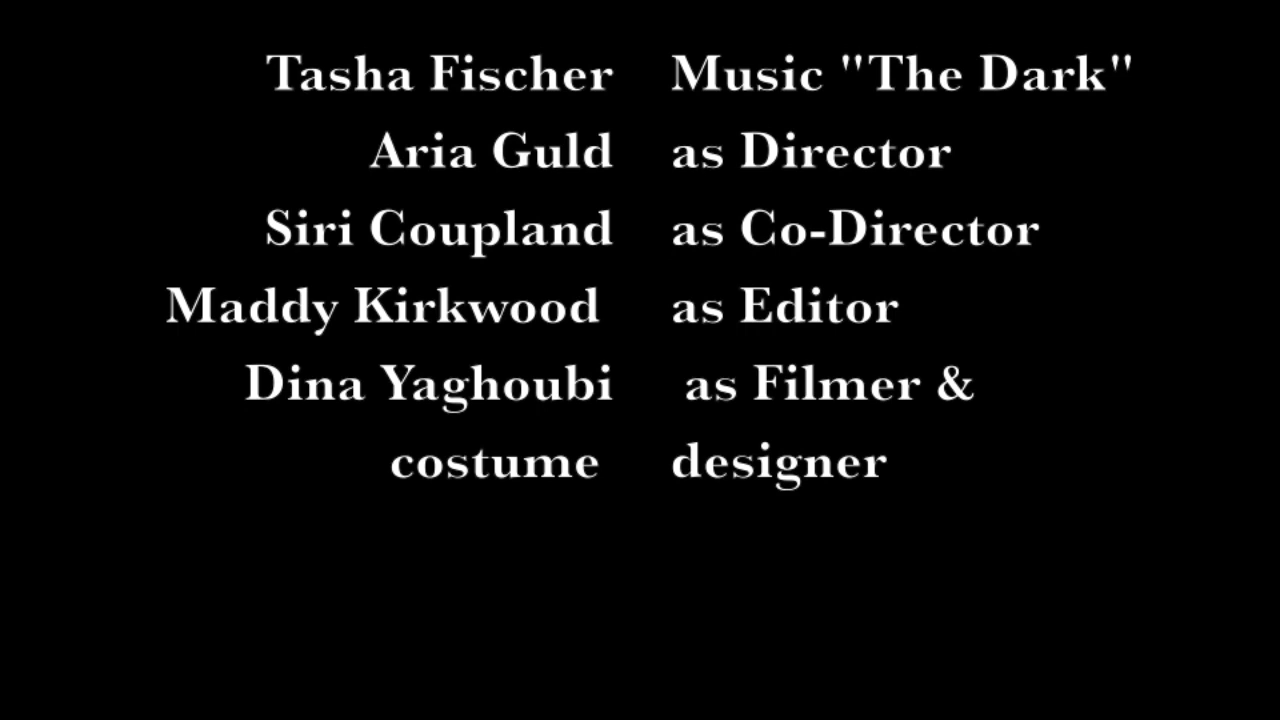 Tasha Fischer Music "The Dark"
Aria Guld as Director
Siri Coupland as Co-Director
Maddy Kirkwood as Editor
Dina Yaghoubi as Filmer &
costume designer